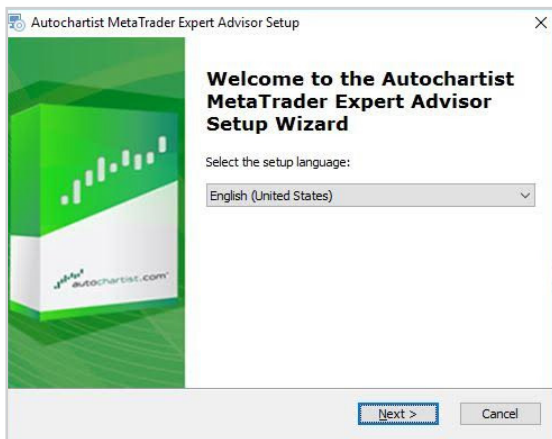 Autochartist MetaTrader Expert Advisor Setup
Welcome to the Autochartist
MetaTrader Expert Advisor
Setup Wizard
Select the setup language:
English (United States)
autochartist.com
Next >
Cancel